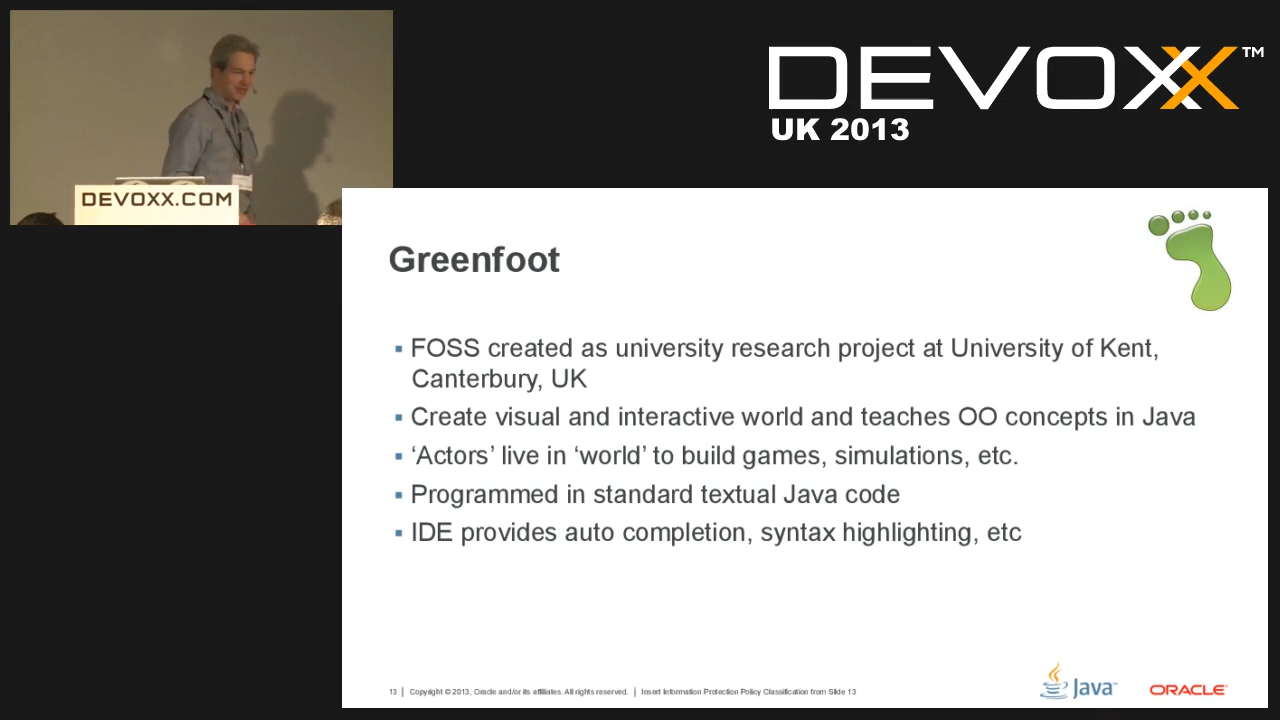 DEVOXX™
UK 2013
DEVOXX.COM
Greenfoot
▪ FOSS created as university research project at University of Kent,
Canterbury, UK
▪ Create visual and interactive world and teaches OO concepts in Java
▪ ‘Actors’ live in ‘world’ to build games, simulations, etc.
▪ Programmed in standard textual Java code
▪ IDE provides auto completion, syntax highlighting, etc
13 | Copyright © 2013, Oracle and/or its affiliates. All rights reserved. | Insert Information Protection Policy Classification from Slide 13
Java™
ORACLE®